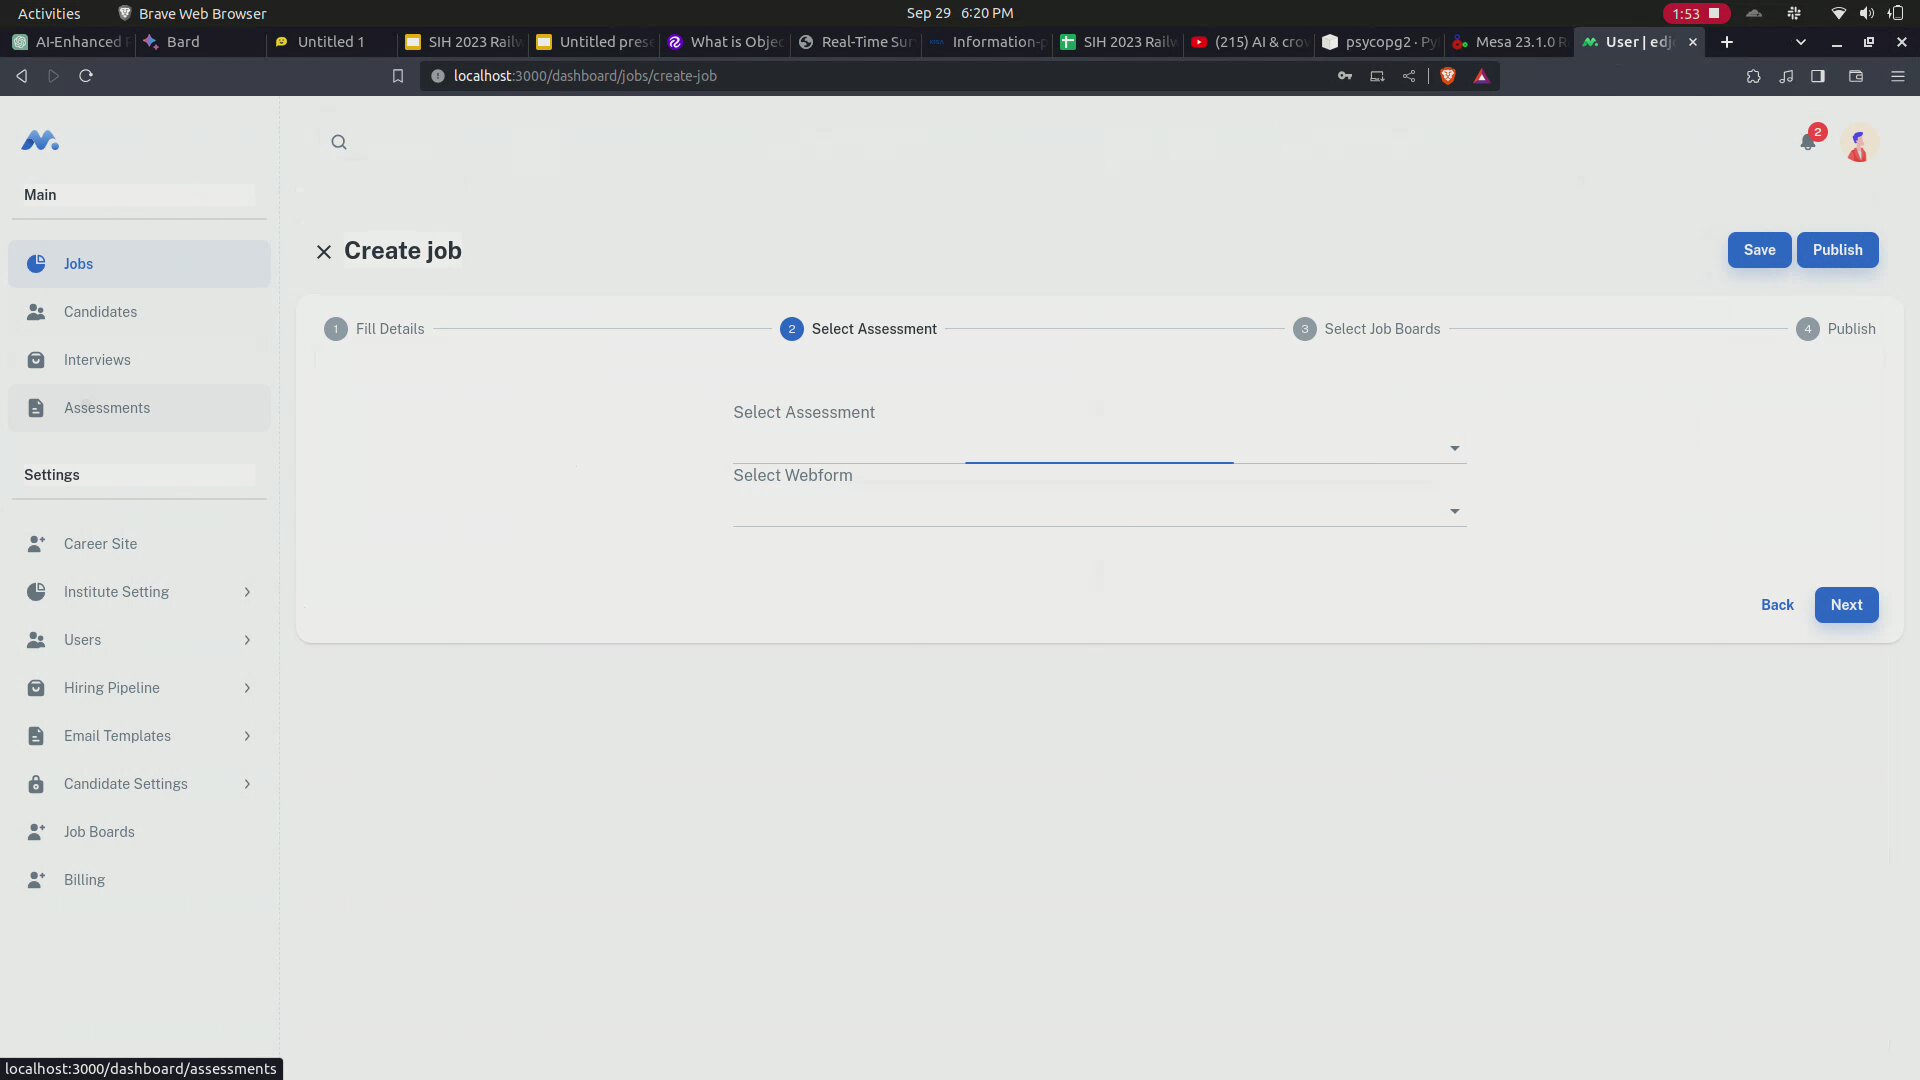 Activities
Brave Web Browser
Sep 29 6:20 PM
1:53
AI-Enhanced
Bard
Untitled 1
SIH 2023 Railw
Untitled prese
What is Objec
Real-Time Sur
Information-p
SIH 2023 Railw
(215) AI & crow
psycopg2 · Py
Mesa 23.1.0 R
User | edjo
localhost:3000/dashboard/jobs/create-job
2
Main
Jobs
Candidates
Interviews
Assessments
Settings
Career Site
Institute Setting
Users
Hiring Pipeline
Email Templates
Candidate Settings
Job Boards
Billing
Create job
Save
Publish
1 Fill Details
2 Select Assessment
3 Select Job Boards
4 Publish
Select Assessment
Select Webform
Back
Next
localhost:3000/dashboard/assessments